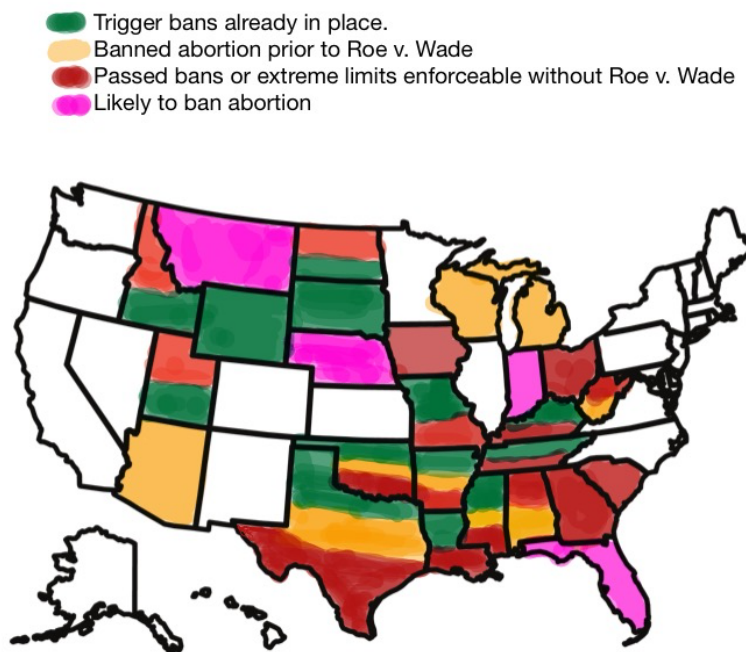 Trigger bans already in place.
Banned abortion prior to Roe v. Wade
Passed bans or extreme limits enforceable without Roe v. Wade
Likely to ban abortion